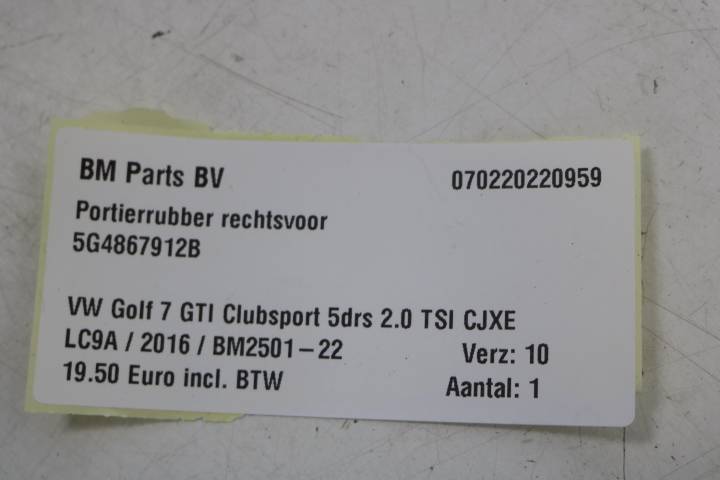 BM Parts BV 070220220959
Portierrubber rechtsvoor
5G4867912B
VW Golf 7 GTI Clubsport 5drs 2.0 TSI CJXE
LC9A / 2016 / BM2501-22 Verz: 10
19.50 Euro incl. BTW Aantal: 1